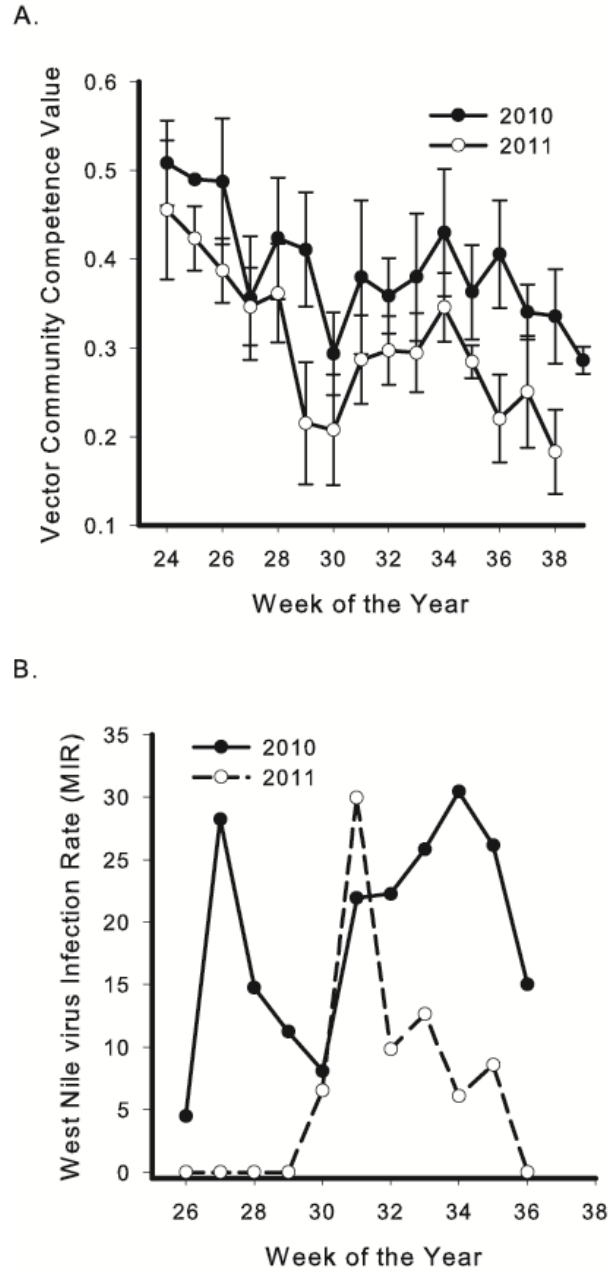 A.
Vector Community Competence Value
0.6
0.5
0.4
0.3
0.2
0.1
2010
2011
24 26 28 30 32 34 36 38
Week of the Year
B.
West Nile virus Infection Rate (MIR)
35
30
25
20
15
10
5
0
2010
2011
26 28 30 32 34 36 38
Week of the Year